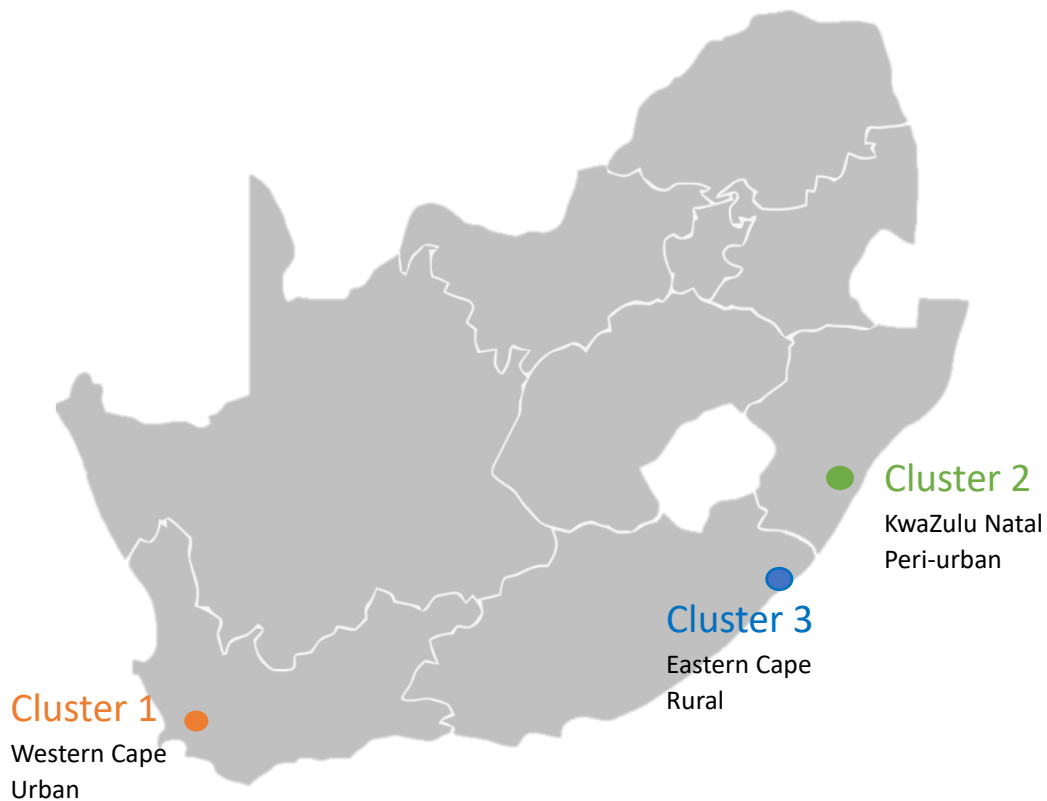 Cluster 2
KwaZulu Natal
Peri-urban
Cluster 3
Eastern Cape
Rural
Cluster 1
Western Cape
Urban